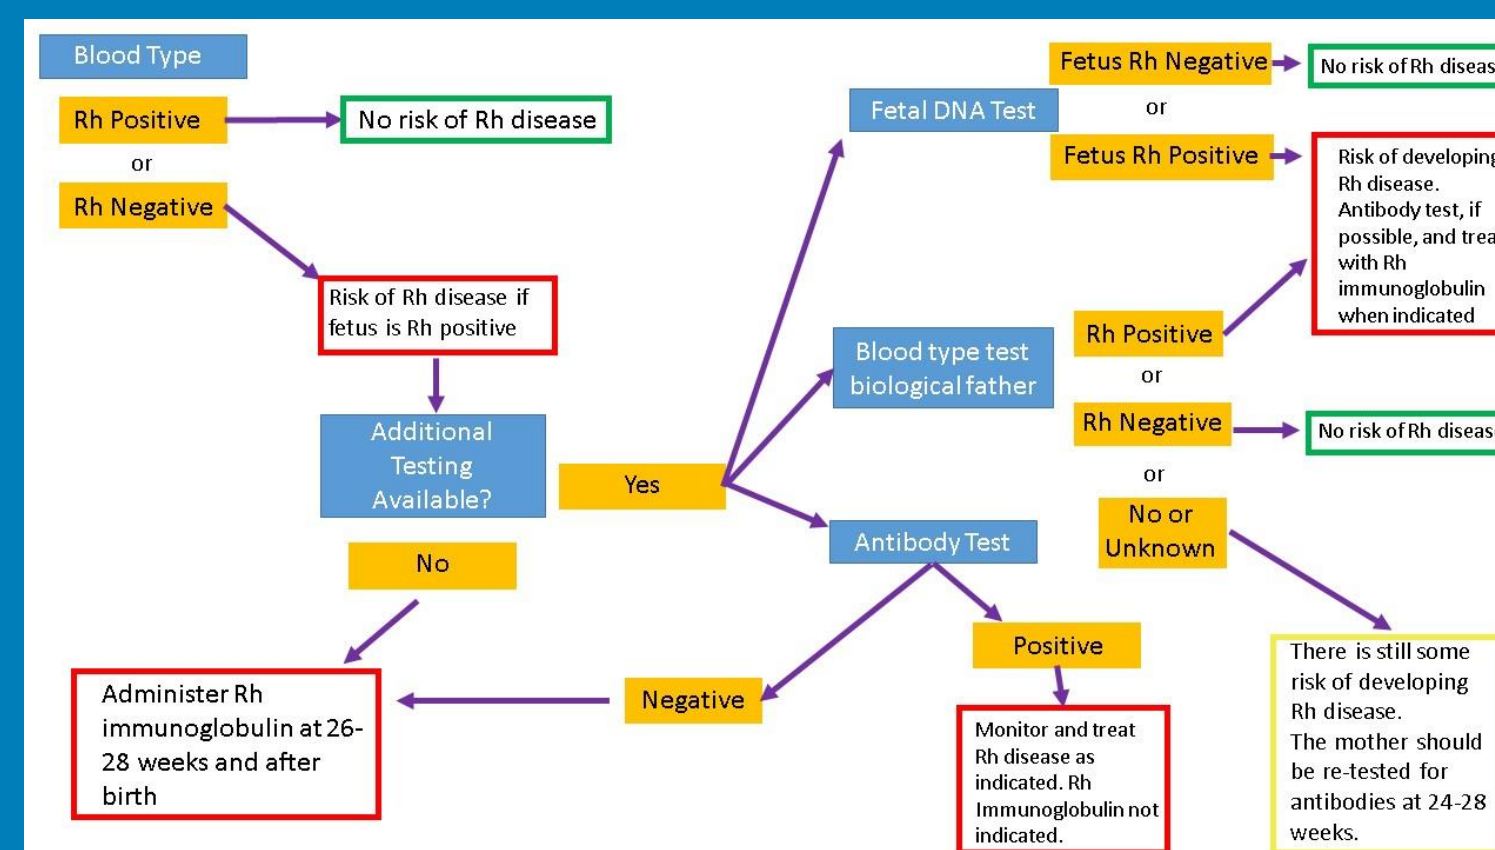 Blood Type
Rh Positive
or
Rh Negative
No risk of Rh disease
Risk of Rh disease if
fetus is Rh positive
Additional
Testing
Available?
Yes
No
Administer Rh
immunoglobulin at 26-
28 weeks and after
birth
Fetal DNA Test
Fetus Rh Negative
or
Fetus Rh Positive
No risk of Rh diseas
Risk of developing
Rh disease.
Antibody test, if
possible, and trea
with Rh
immunoglobulin
when indicated
Blood type test
biological father
Rh Positive
or
Rh Negative
or
No or
Unknown
No risk of Rh diseas
There is still some
risk of developing
Rh disease.
The mother should
be re-tested for
antibodies at 24-28
weeks.
Antibody Test
Negative
Positive
Monitor and treat
Rh disease as
indicated. Rh
Immunoglobulin not
indicated.